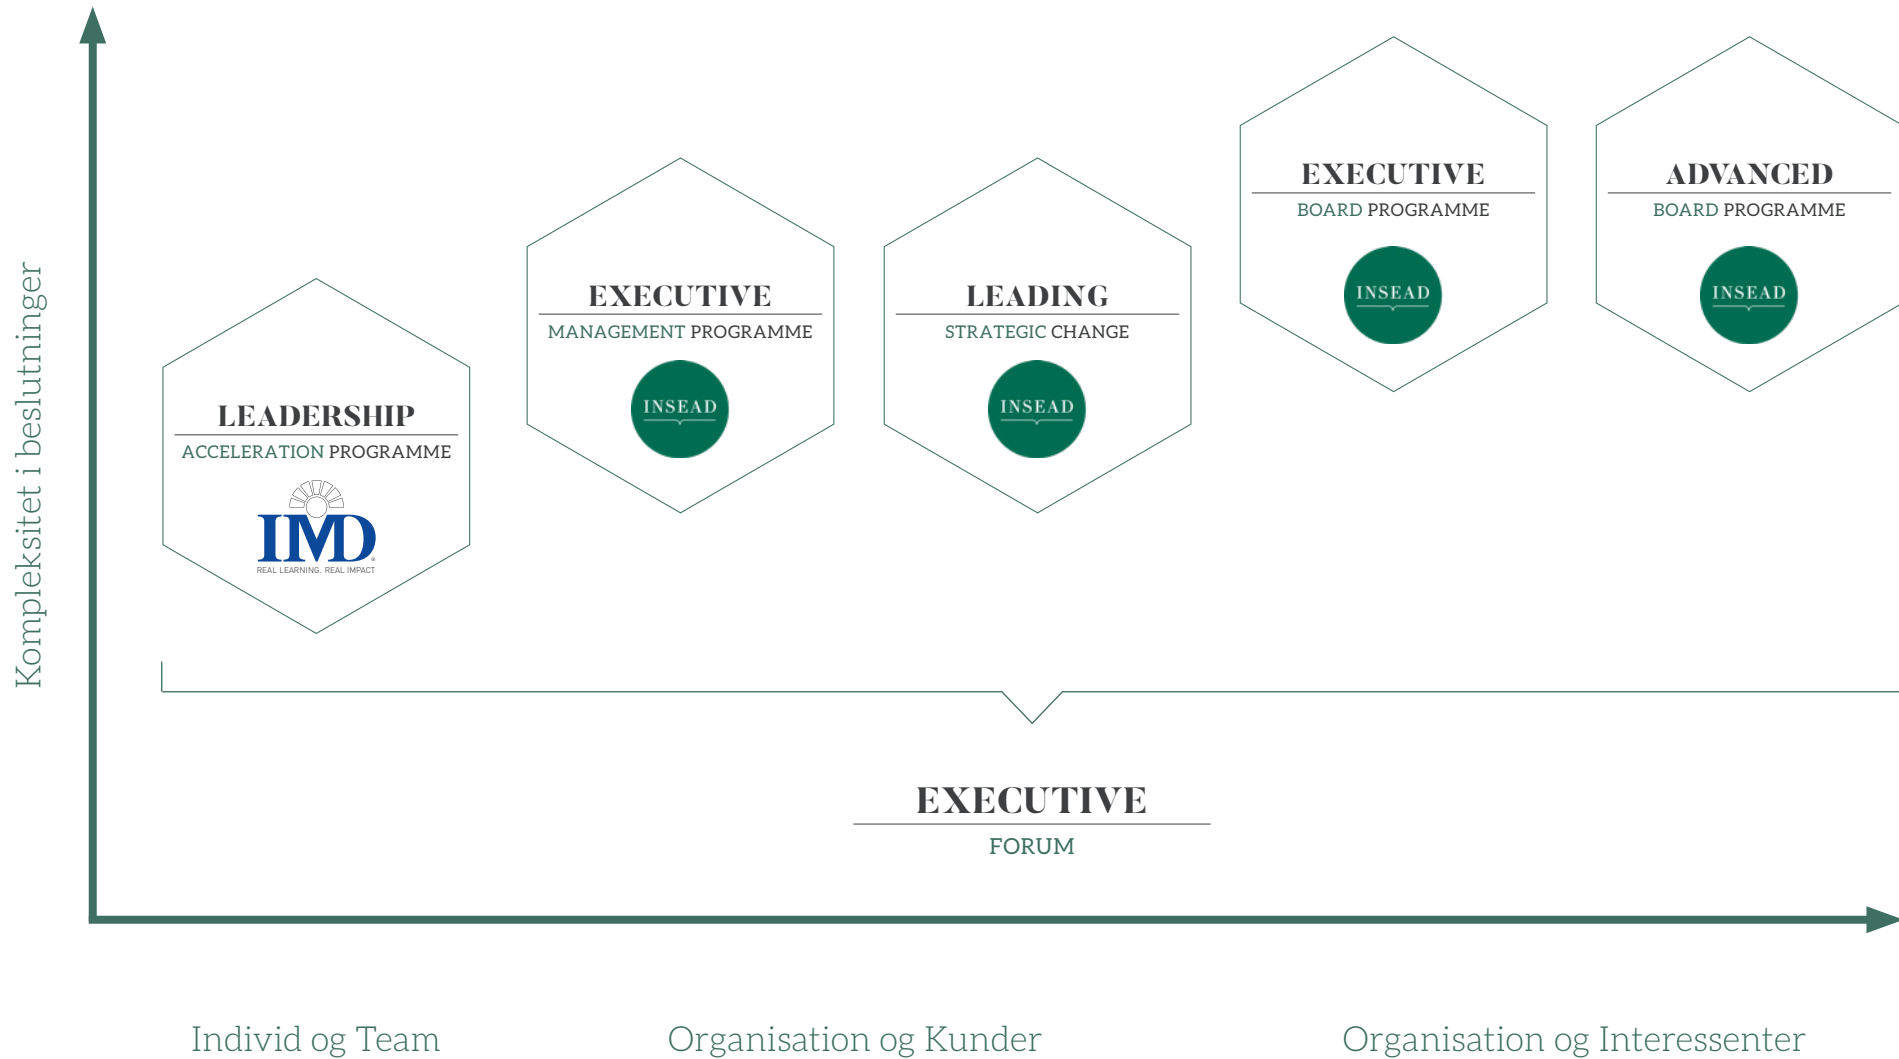 Kompleksitet i beslutninger
LEADERSHIP
ACCELERATION PROGRAMME
IMD
REAL LEARNING. REAL IMPACT
EXECUTIVE
MANAGEMENT PROGRAMME
INSEAD
LEADING
STRATEGIC CHANGE
INSEAD
EXECUTIVE
BOARD PROGRAMME
INSEAD
ADVANCED
BOARD PROGRAMME
INSEAD
EXECUTIVE
FORUM
Individ og Team
Organisation og Kunder
Organisation og Interessenter